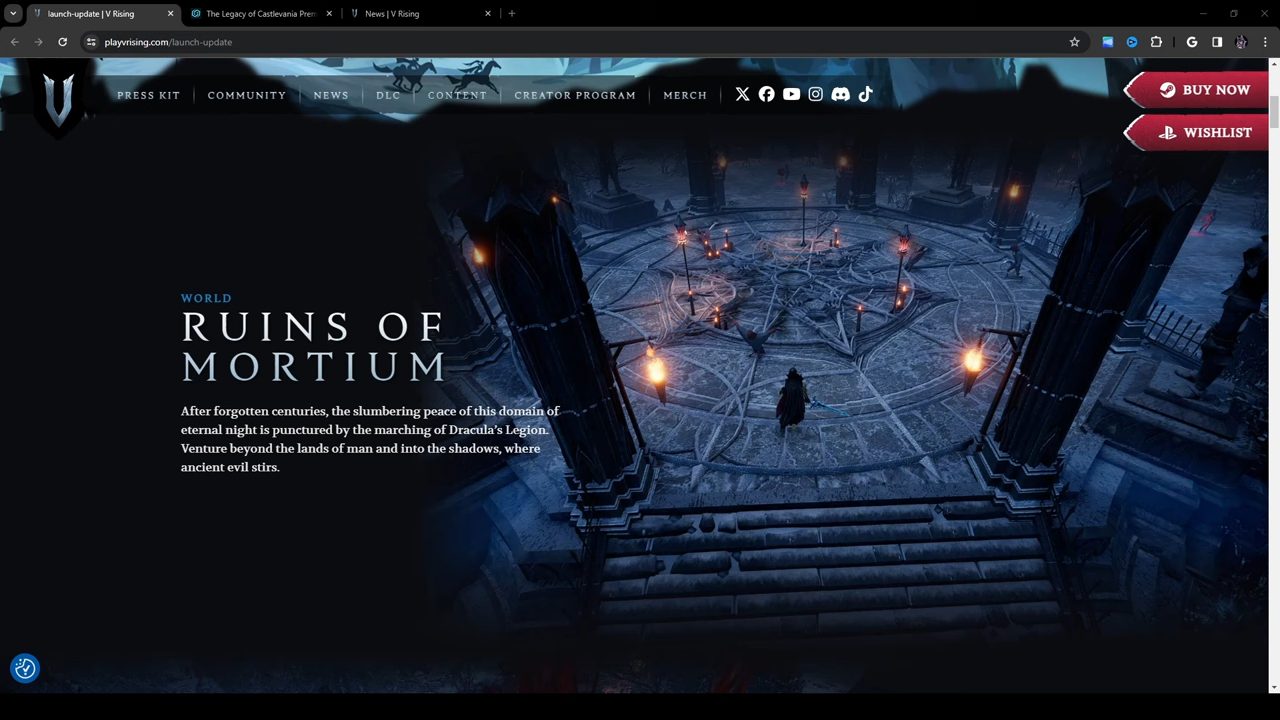 launch-update | V Rising
The Legacy of Castlevania Prem
News | V Rising
playvrising.com/launch-update
PRESS KIT
COMMUNITY
NEWS
DLC
CONTENT
CREATOR PROGRAM
MERCH
BUY NOW
WISHLIST
WORLD
RUINS OF
MORTIUM
After forgotten centuries, the slumbering peace of this domain of
eternal night is punctured by the marching of Dracula's Legion.
Venture beyond the lands of man and into the shadows, where
ancient evil stirs.